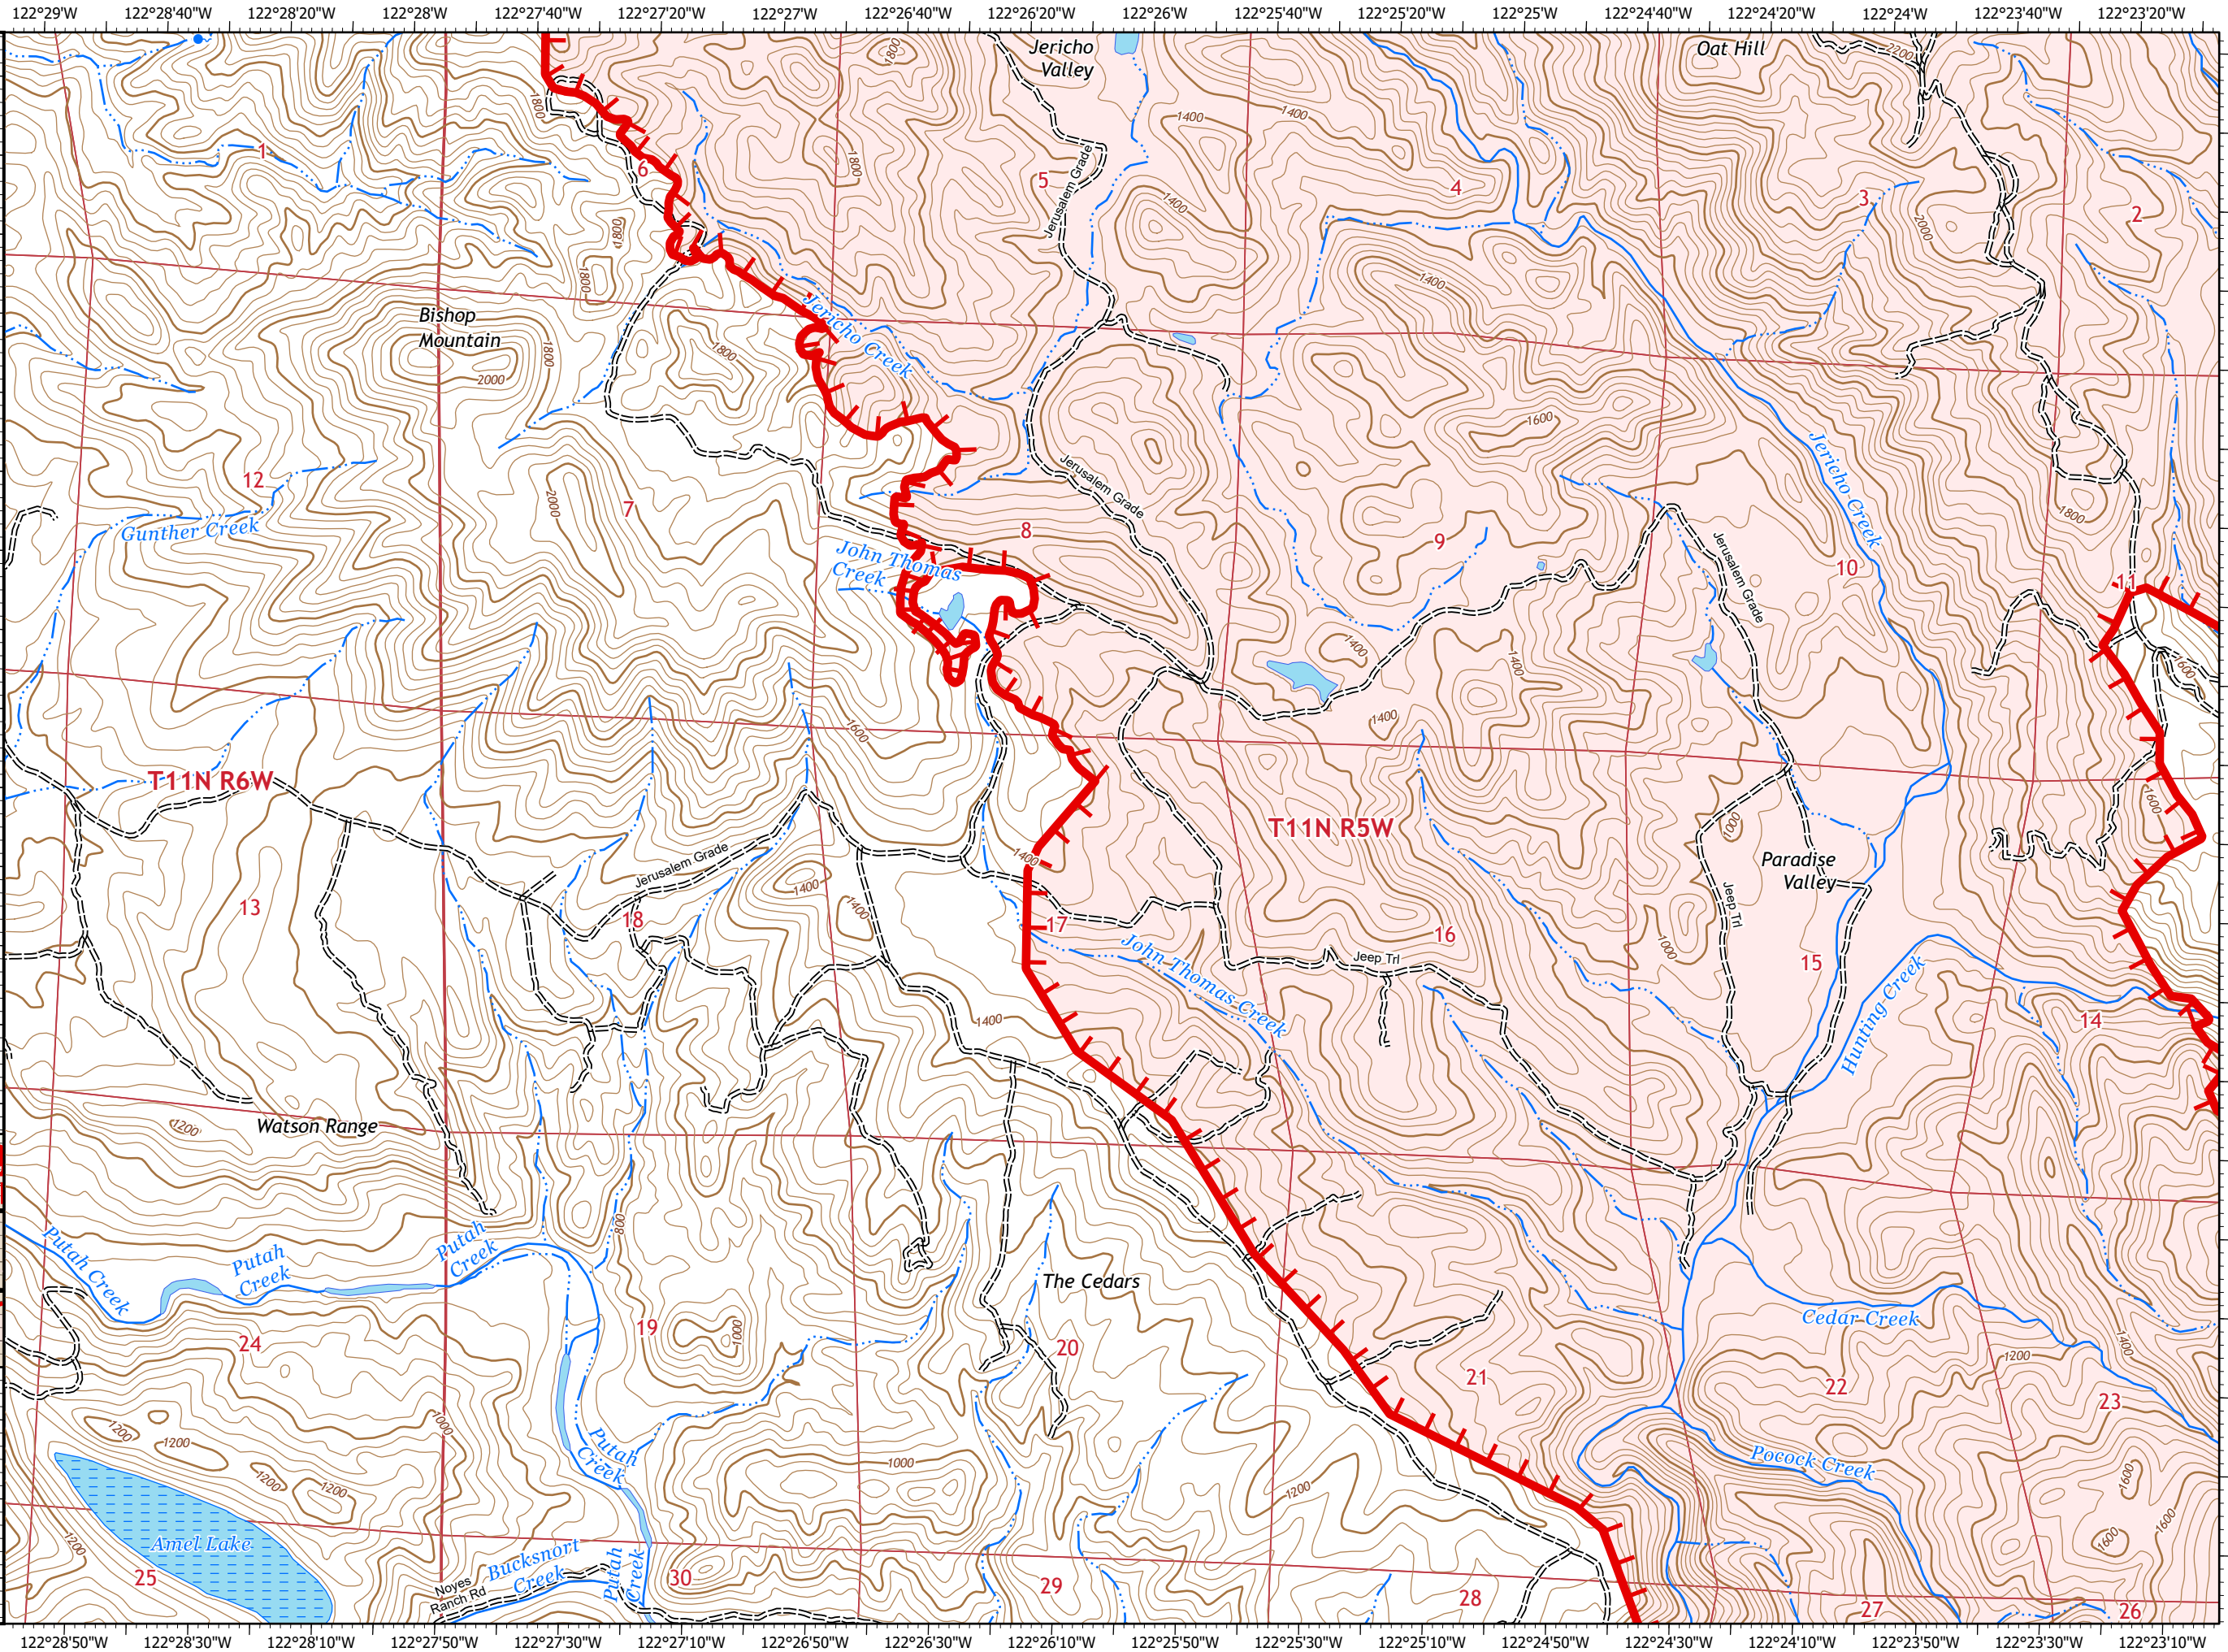 122°29'W 122°28'40"W 122°28'20"W 122°28'W 122°27'40"W 122°27'20"W 122°27'W 122°26'40"W 122°26'20"W 122°26'W 122°25'40"W 122°25'20"W 122°25'W 122°24'40"W 122°24'20"W 122°24'W 122°23'40"W 122°23'20"W
Jericho
Valley
Oat Hill
2200
1800
1800
1400
1400
1
6
1800
5
Jerusalem Grade
4
1400
3
2
1800
2000
1800
1400
Bishop
Mountain
Jericho Creek
1800
1800
2000
1600
12
2000
7
Jerusalem Grade
Jericho Creek
1800
Gunther Creek
8
9
Jerusalem Grade
10
John Thomas
Creek
11
1400
1400
1600
1600
1400
T11N R6W
1600
T11N R5W
1000
1400
Jerusalem Grade
Paradise
Valley
1400
13
18
1400
17
Jeep Trl
16
1000
15
John Thomas Creek
Jeep Trl
Hunting Creek
14
1400
1200
Watson Range
800
Putah Creek
Putah
Creek
Putah
Creek
The Cedars
Cedar Creek
24
19
1000
20
1400
1200
21
22
23
1200
1000
1200
Putah
Creek
1000
Pocock Creek
1200
1200
1200
1600
1600
1600
1200
Amel Lake
Bucksnort
Creek
Putah
Creek
25
Noyes
Ranch Rd
30
29
28
27
26
122°28'50"W 122°28'30"W 122°28'10"W 122°27'50"W 122°27'30"W 122°27'10"W 122°26'50"W 122°26'30"W 122°26'10"W 122°25'50"W 122°25'30"W 122°25'10"W 122°24'50"W 122°24'30"W 122°24'10"W 122°23'50"W 122°23'30"W 122°23'10"W